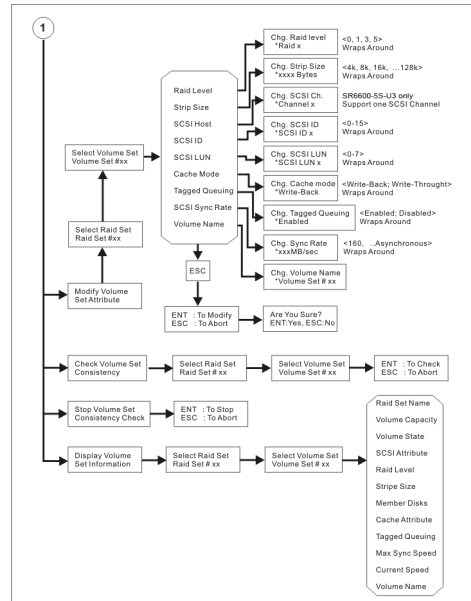 1
Chg. Raid level
*Raid x
<0, 1, 3, 5>
Wraps Around
Chg. Strip Size
*xxxx Bytes
<4k, 8k, 16k, ...128k>
Wraps Around
Chg. SCSI Ch.
*Channel x
SR6600-5S-U3 only
Support one SCSI Channel
Chg. SCSI ID
*SCSI ID x
<0-15>
Wraps Around
Chg. SCSI LUN
*SCSI LUN x
<0-7>
Wraps Around
Chg. Cache mode
*Write-Back
<Write-Back; Write-Throught>
Wraps Around
Chg. Tagged Queuing
*Enabled
<Enabled; Disabled>
Wraps Around
Chg. Sync Rate
*xxxMB/sec
<160, ..Asynchronous>
Wraps Around
Chg. Volume Name
*Volume Set # xx
Raid Level
Strip Size
SCSI Host
SCSI ID
SCSI LUN
Cache Mode
Tagged Queuing
SCSI Sync Rate
Volume Name
Select Volume Set
Volume Set #xx
Select Raid Set
Raid Set #xx
Modify Volume
Set Attribute
ESC
ENT : To Modify
ESC : To Abort
Are You Sure?
ENT:Yes, ESC:No
Check Volume Set
Consistency
Select Raid Set
Raid Set # xx
Select Volume Set
Volume Set # xx
ENT : To Check
ESC : To Abort
Stop Volume Set
Consistency Check
ENT : To Stop
ESC : To Abort
Display Volume
Set Information
Select Raid Set
Raid Set # xx
Select Volume Set
Volume Set # xx
Raid Set Name
Volume Capacity
Volume State
SCSI Attribute
Raid Level
Stripe Size
Member Disks
Cache Attribute
Tagged Queuing
Max Sync Speed
Current Speed
Volume Name